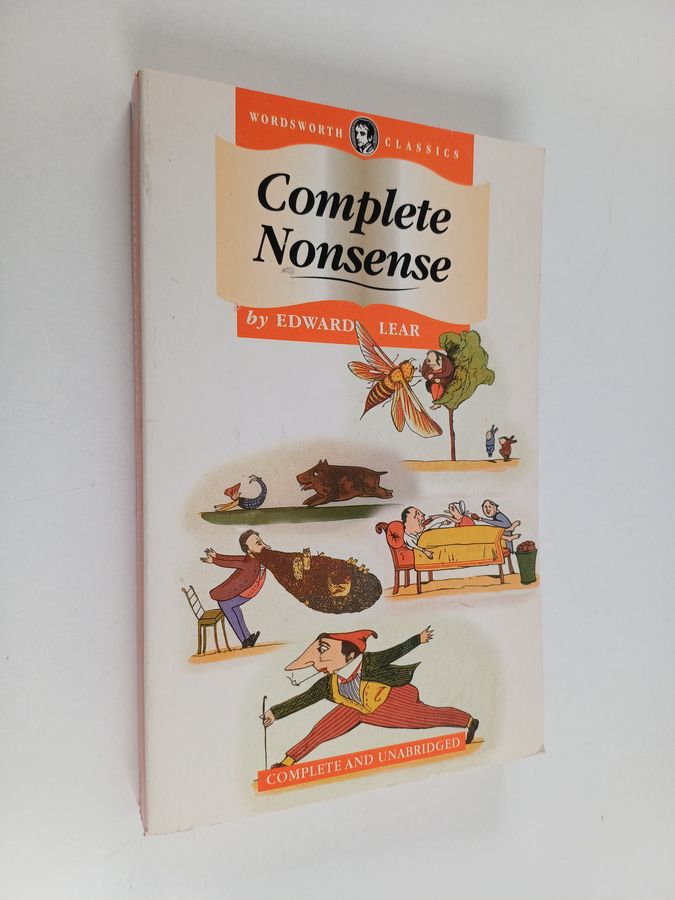 WORDSWORTH CLASSICS
Complete
Nonsense
by EDWARD LEAR
COMPLETE AND UNABRIDGED